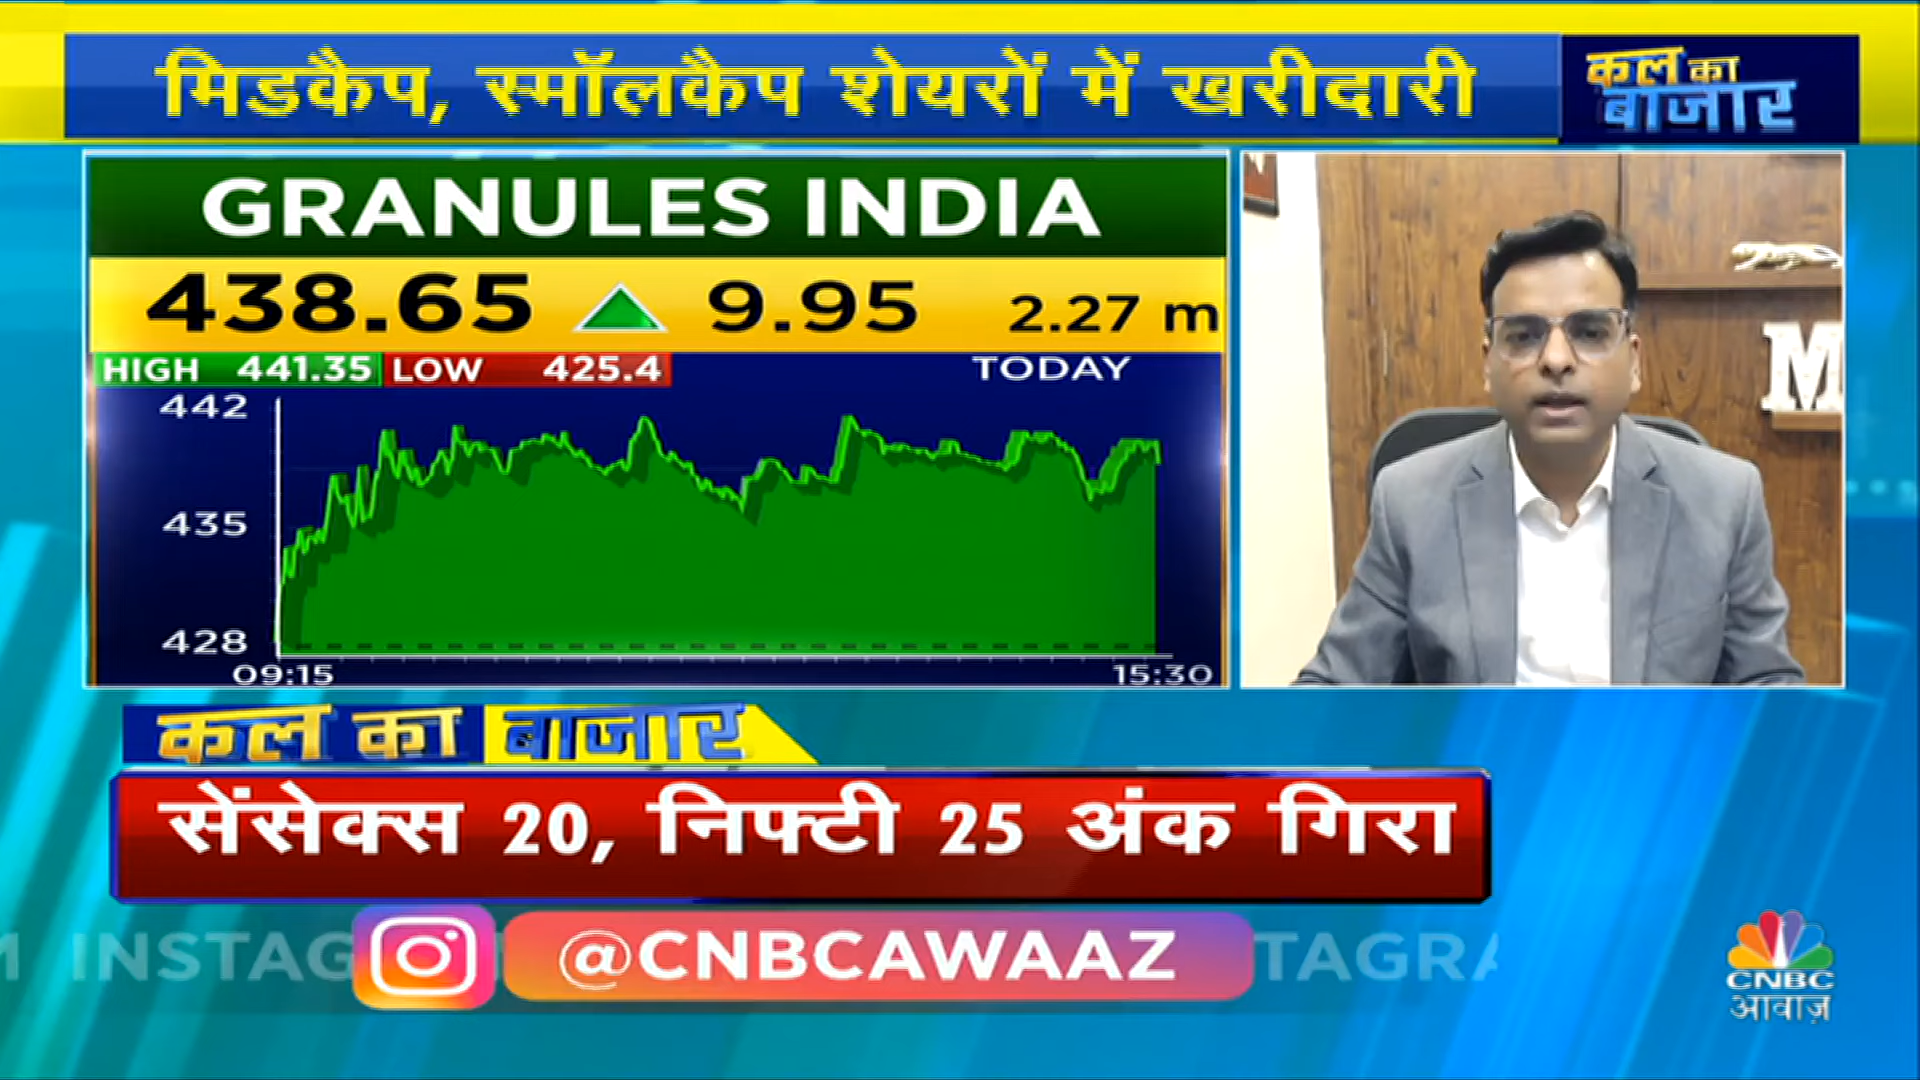 मिडकैप, स्मॉलकैप शेयरों में खरीदारी
कल का
बाजार
GRANULES INDIA
438.65 9.95 2.27 m
HIGH 441.35 LOW 425.4 TODAY
442
435
428
09:15 15:30
M
कल का बाजार
सेंसेक्स 20, निफ्टी 25 अंक गिरा
INSTAG @CNBCAWAAZ TAGRA
CNBC
आवाज़